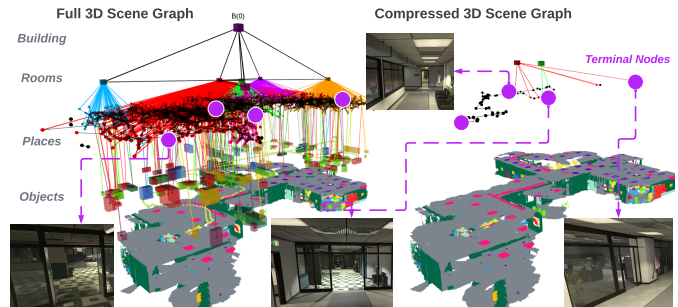 Full 3D Scene Graph
Compressed 3D Scene Graph
B(0)
Building
Rooms
Places
Objects
Terminal Nodes